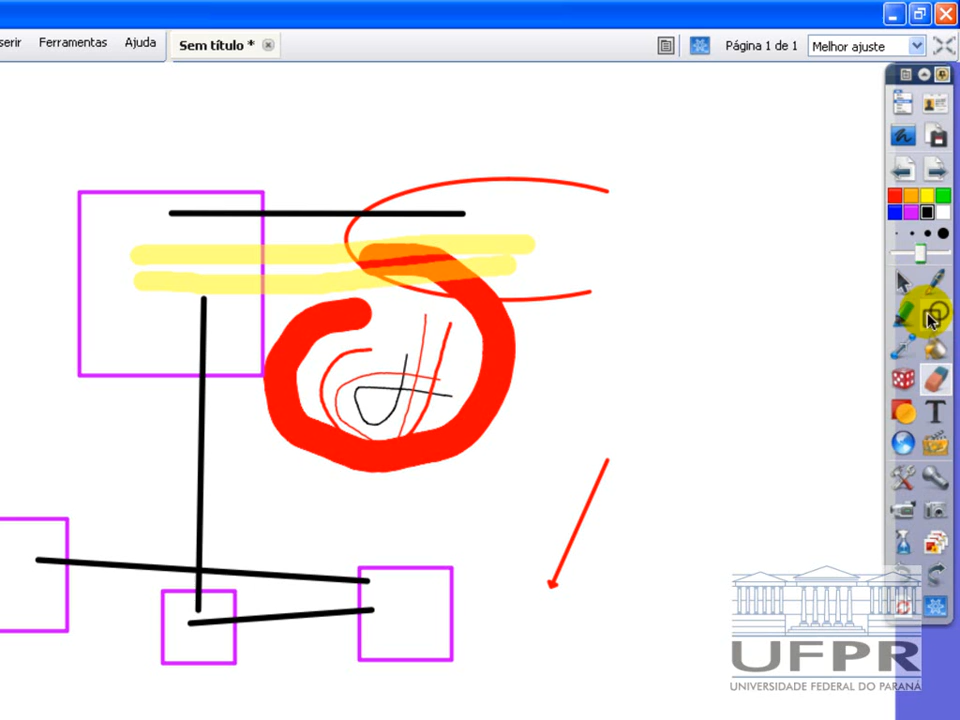 serir Ferramentas Ajuda Sem título * Página 1 de 1 Melhor ajuste
T
UFPR
UNIVERSIDADE FEDERAL DO PARANÁ